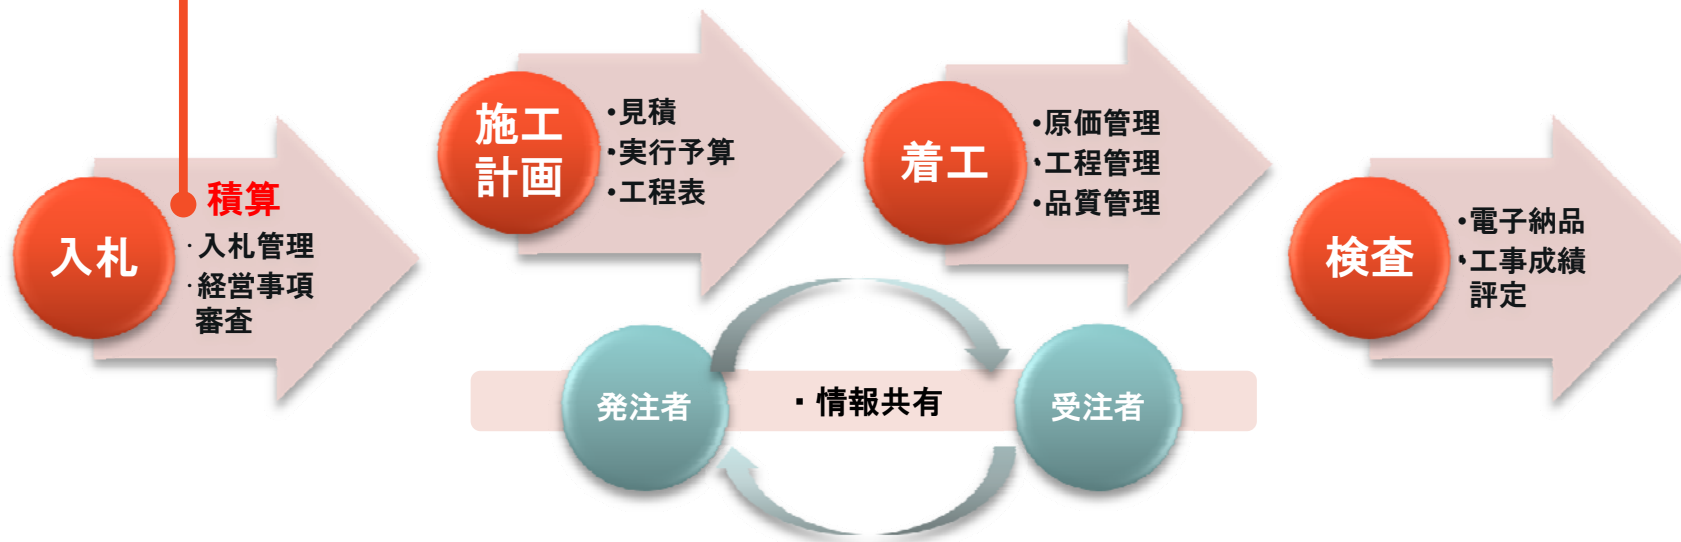 入札
積算
・入札管理
・経営事項
審査
施工
計画
・見積
・実行予算
・工程表
着工
・原価管理
・工程管理
・品質管理
検査
・電子納品
・工事成績
評定
発注者
・情報共有
受注者